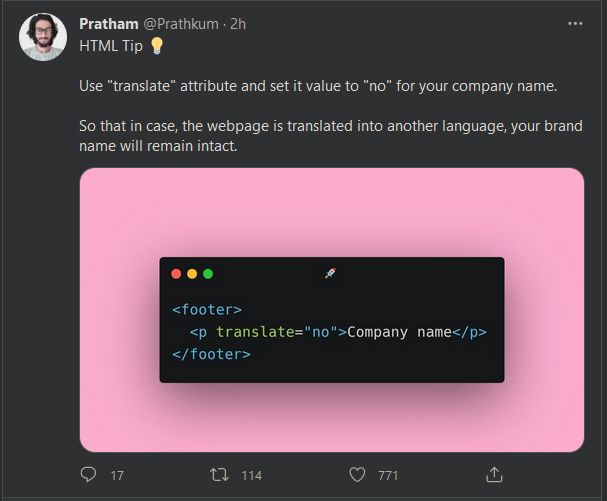 Pratham @Prathkum · 2h
HTML Tip 💡
Use "translate" attribute and set it value to "no" for your company name.
So that in case, the webpage is translated into another language, your brand
name will remain intact.
<footer>
  <p translate="no">Company name</p>
</footer>
17 114 771